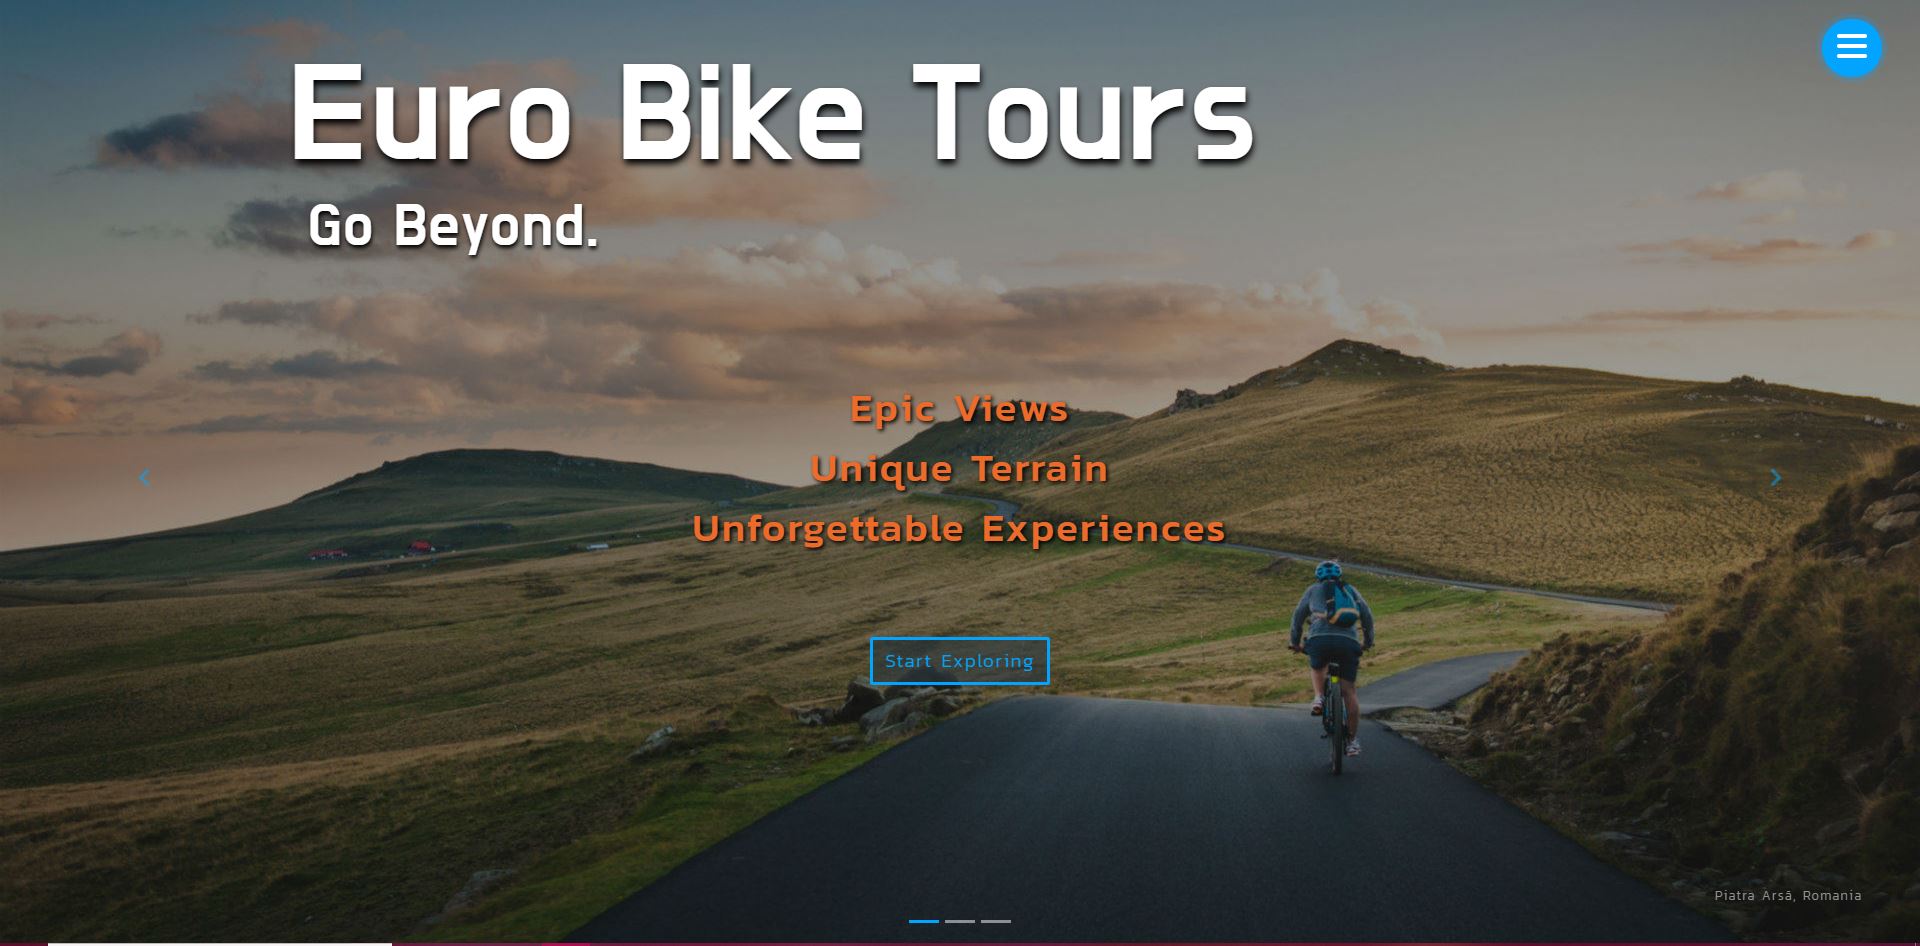 Euro Bike Tours
Go Beyond.
Epic Views
Unique Terrain
Unforgettable Experiences
Start Exploring
Piatra Arsă, Romania